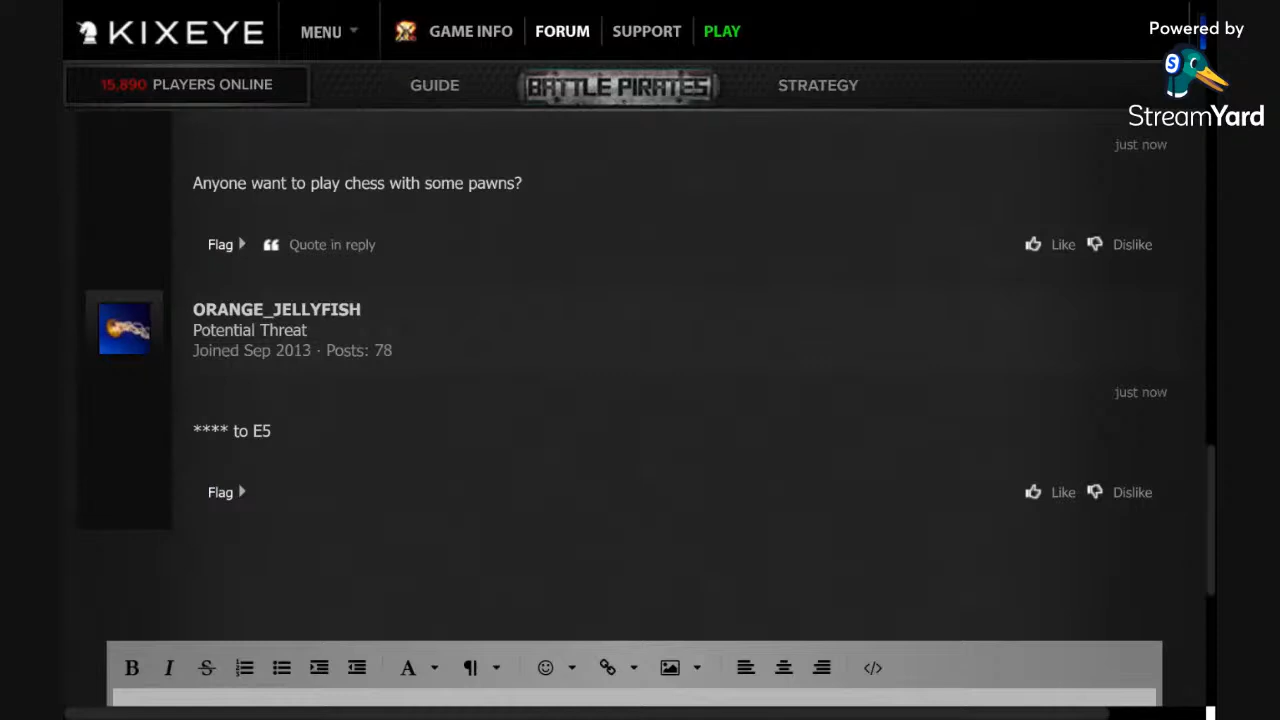 KIXEYE
MENU
GAME INFO
FORUM
SUPPORT
PLAY
Powered by
StreamYard
15,890 PLAYERS ONLINE
GUIDE
BATTLE PIRATES
STRATEGY
just now
Anyone want to play chess with some pawns?
Flag
Quote in reply
Like
Dislike
ORANGE_JELLYFISH
Potential Threat
Joined Sep 2013 · Posts: 78
just now
**** to E5
Flag
Like
Dislike